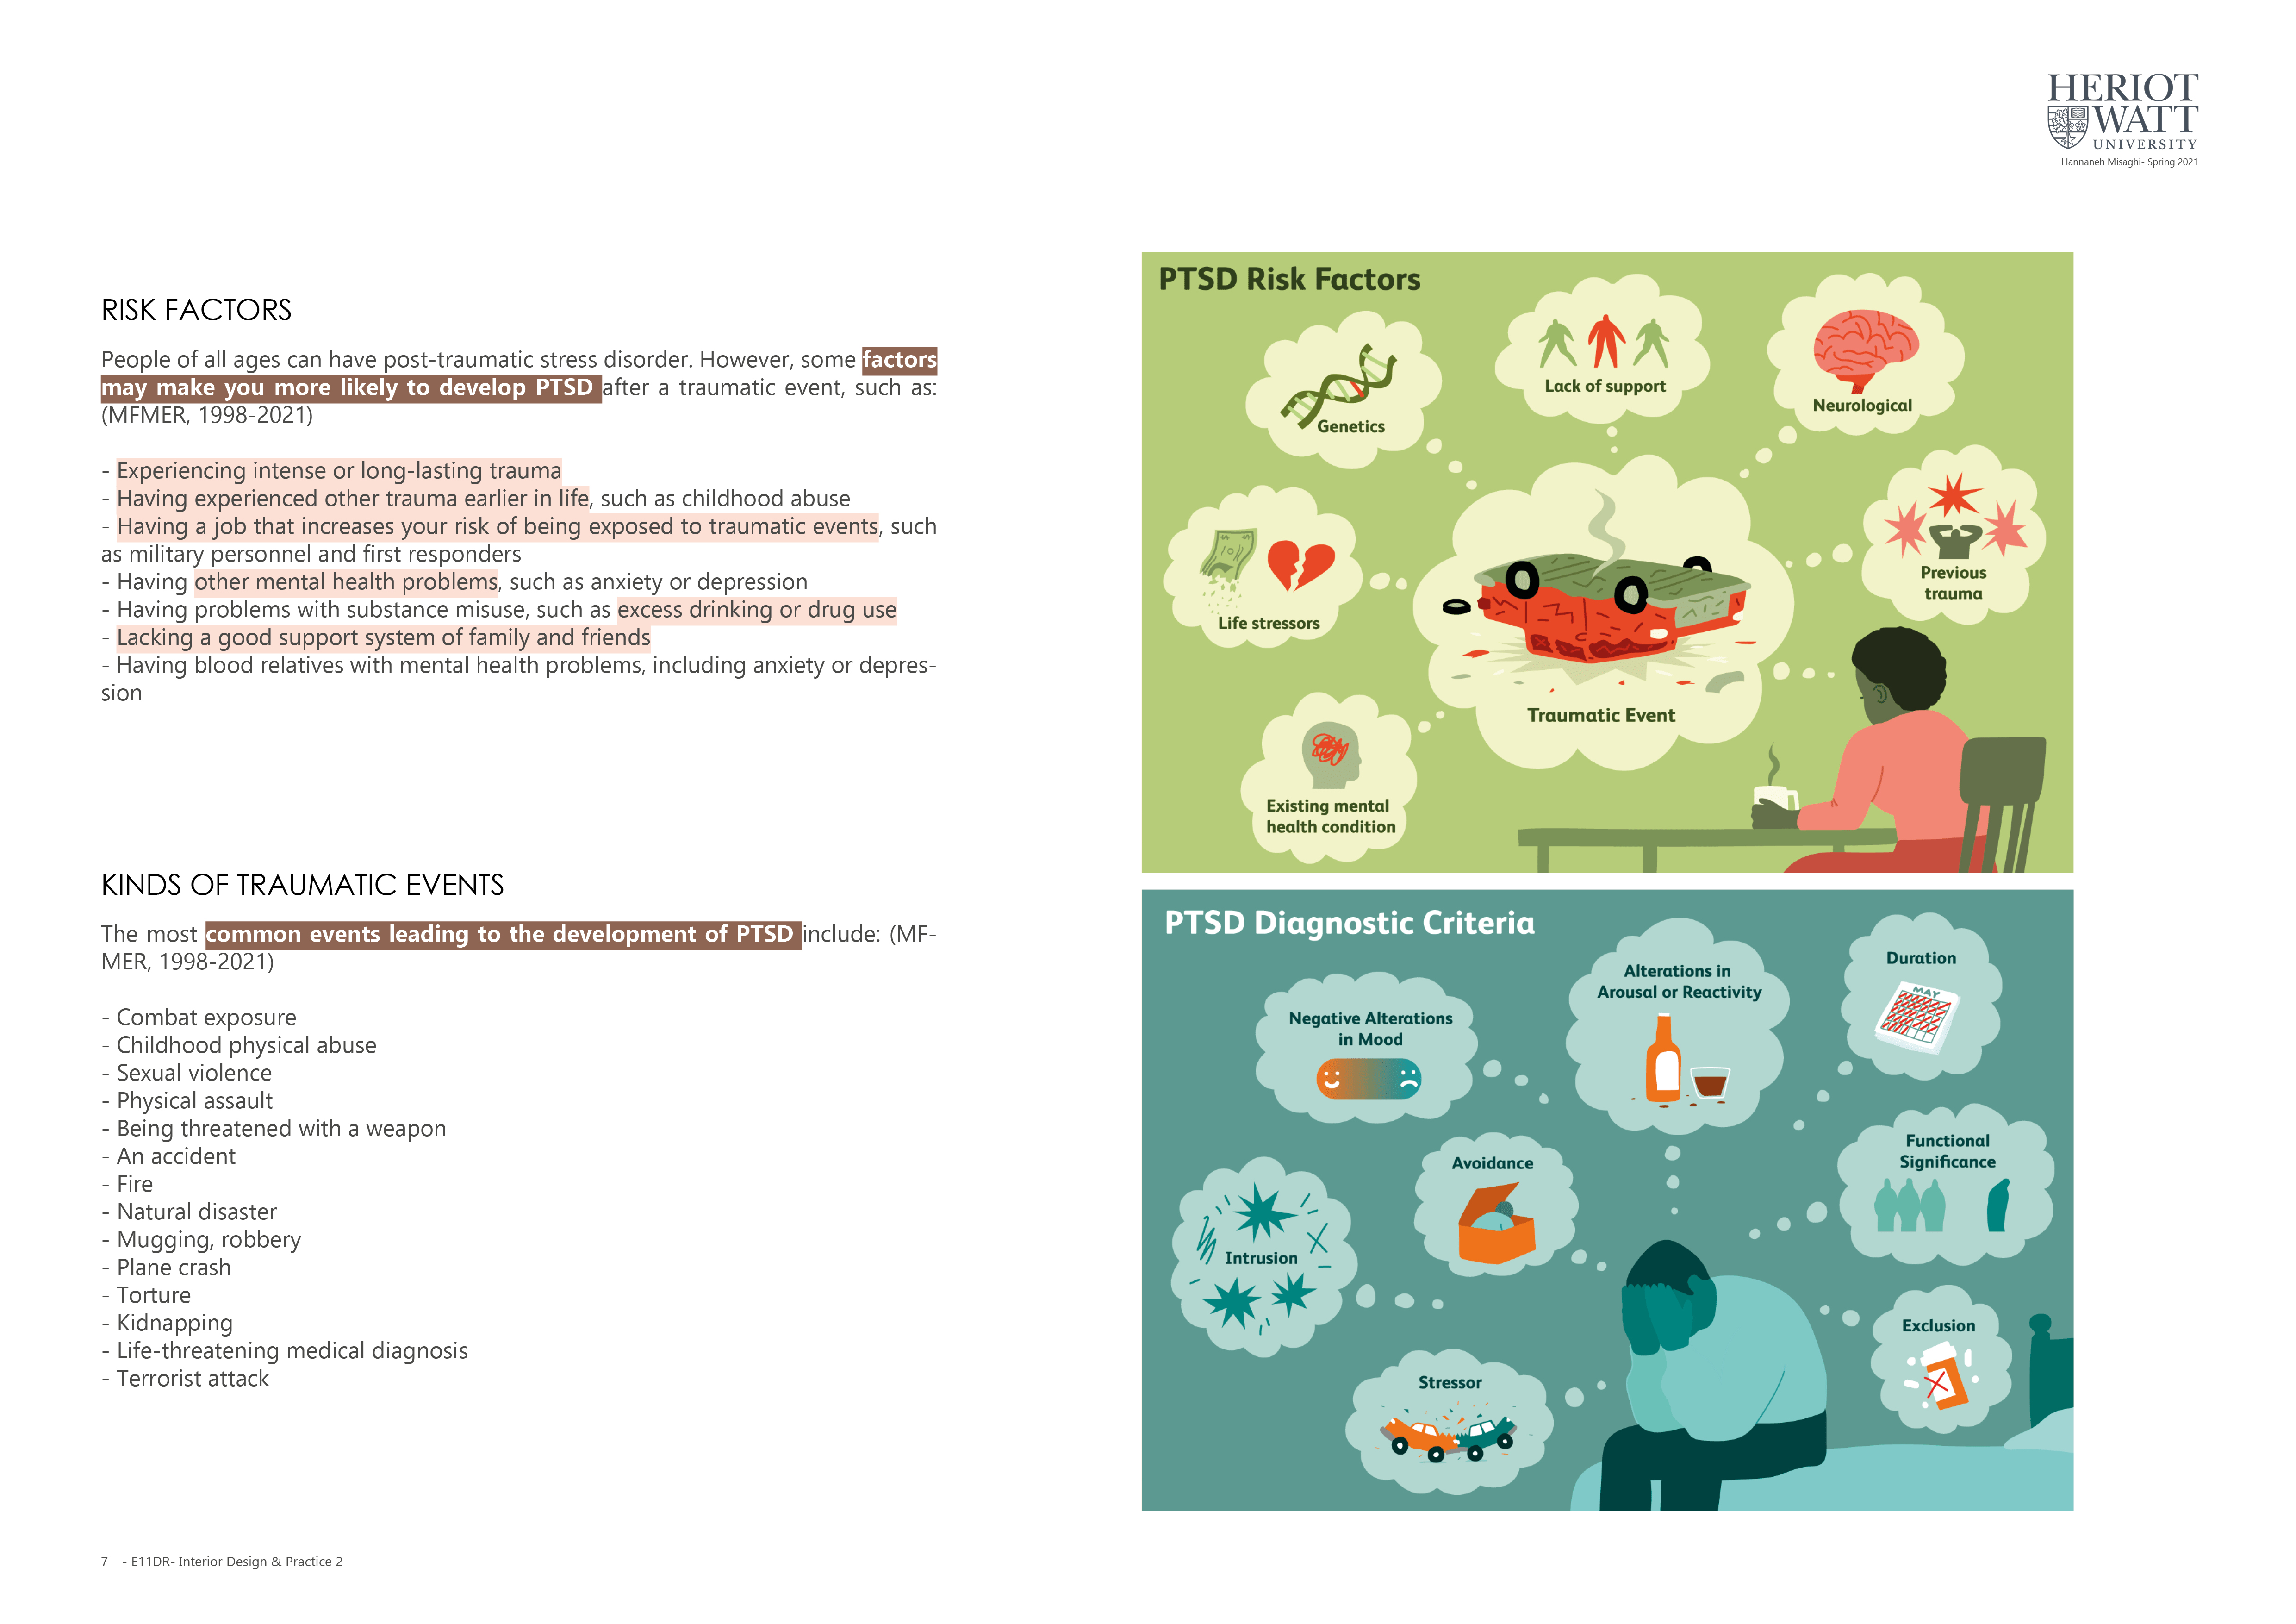 HERIOT
WATT
UNIVERSITY
Hannaneh Misaghi- Spring 2021
RISK FACTORS
People of all ages can have post-traumatic stress disorder. However, some factors
may make you more likely to develop PTSD after a traumatic event, such as:
(MFMER, 1998-2021)
- Experiencing intense or long-lasting trauma
- Having experienced other trauma earlier in life, such as childhood abuse
- Having a job that increases your risk of being exposed to traumatic events, such
as military personnel and first responders
- Having other mental health problems, such as anxiety or depression
- Having problems with substance misuse, such as excess drinking or drug use
- Lacking a good support system of family and friends
- Having blood relatives with mental health problems, including anxiety or depres-
sion
KINDS OF TRAUMATIC EVENTS
The most common events leading to the development of PTSD include: (MF-
MER, 1998-2021)
- Combat exposure
- Childhood physical abuse
- Sexual violence
- Physical assault
- Being threatened with a weapon
- An accident
- Fire
- Natural disaster
- Mugging, robbery
- Plane crash
- Torture
- Kidnapping
- Life-threatening medical diagnosis
- Terrorist attack
PTSD Risk Factors
Genetics
Lack of support
Neurological
Life stressors
Previous
trauma
Traumatic Event
Existing mental
health condition
PTSD Diagnostic Criteria
Negative Alterations
in Mood
Alterations in
Arousal or Reactivity
Duration
MAY
Avoidance
Functional
Significance
Intrusion
Exclusion
Stressor
7 - E11DR- Interior Design & Practice 2